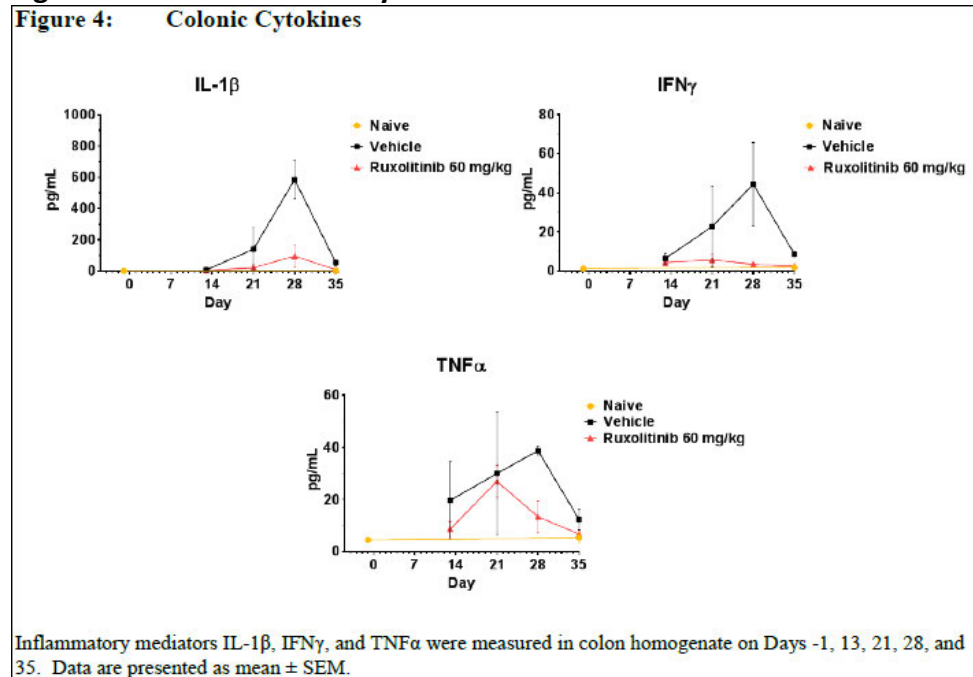 Figure 4: Colonic Cytokines
IL-1β
1000
800
600
400
200
0
pg/mL
0 7 14 21 28 35
Day
Naive
Vehicle
Ruxolitinib 60 mg/kg
IFNγ
80
60
40
20
0
pg/mL
0 7 14 21 28 35
Day
Naive
Vehicle
Ruxolitinib 60 mg/kg
TNFα
60
40
20
0
pg/mL
0 7 14 21 28 35
Day
Naive
Vehicle
Ruxolitinib 60 mg/kg
Inflammatory mediators IL-1β, IFNγ, and TNFα were measured in colon homogenate on Days -1, 13, 21, 28, and
35. Data are presented as mean ± SEM.